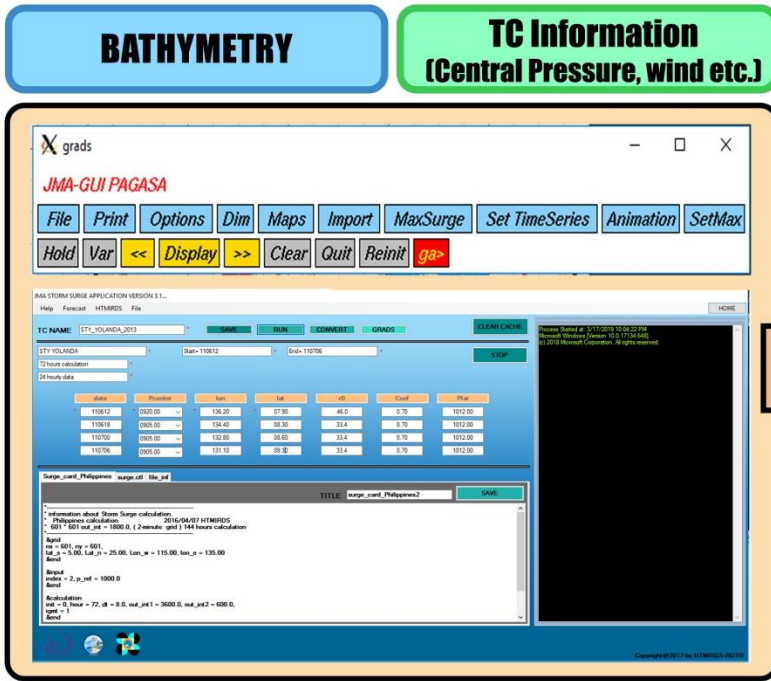 BATHYMETRY
TC Information
(Central Pressure, wind etc.)
grads
JMA-GUI PAGASA
File Print Options Dim Maps Import MaxSurge Set TimeSeries Animation SetMax
Hold Var << Display >> Clear Quit Reinit ga>
JMA STORM SURGE APPLICATION VERSION 3.1...
Help Forecast HTMIRDS File HOME
TC NAME STY_YOLANDA_2013 * SAVE RUN CONVERT GRADS CLEAR CACHE
STY YOLANDA * Start= 110612 * End= 110706 * STOP
72 hours calculation *
24 hourly data *
date Pcenter lon lat r0 Coef Pfar
* 110612 * 0920.00 * 136.20 * 07.90 46.0 0.70 1012.00
110618 0905.00 134.40 08.30 33.4 0.70 1012.00
110700 0905.00 132.80 08.60 33.4 0.70 1012.00
110706 0905.00 131.10 09.30 33.4 0.70 1012.00
Process Started at: 3/17/2019 10:04:22 PM
Microsoft Windows [Version 10.0.17134.648]
(c) 2018 Microsoft Corporation. All rights reserved.
Surge_card_Philippines surge.ctl file_inf
TITLE surge_card_Philippines2 SAVE
* information about Storm Surge calculation.
* Philippines calculation 2016/04/07 HTMIRDS
* 601 * 601 out_int = 1800.0, ( 2-minute grid ) 144 hours calculation
&grid
nx = 601, ny = 601,
lat_s = 5.00, Lat_n = 25.00, Lon_w = 115.00, lon_e = 135.00
&end
&input
index = 2, p_ref = 1000.0
&end
&calculation
init = 0, hour = 72, dt = 8.0, out_int1 = 3600.0, out_int2 = 600.0,
igmt = 1
&end
Copyright@2017 by HTMIRDS-RDTD